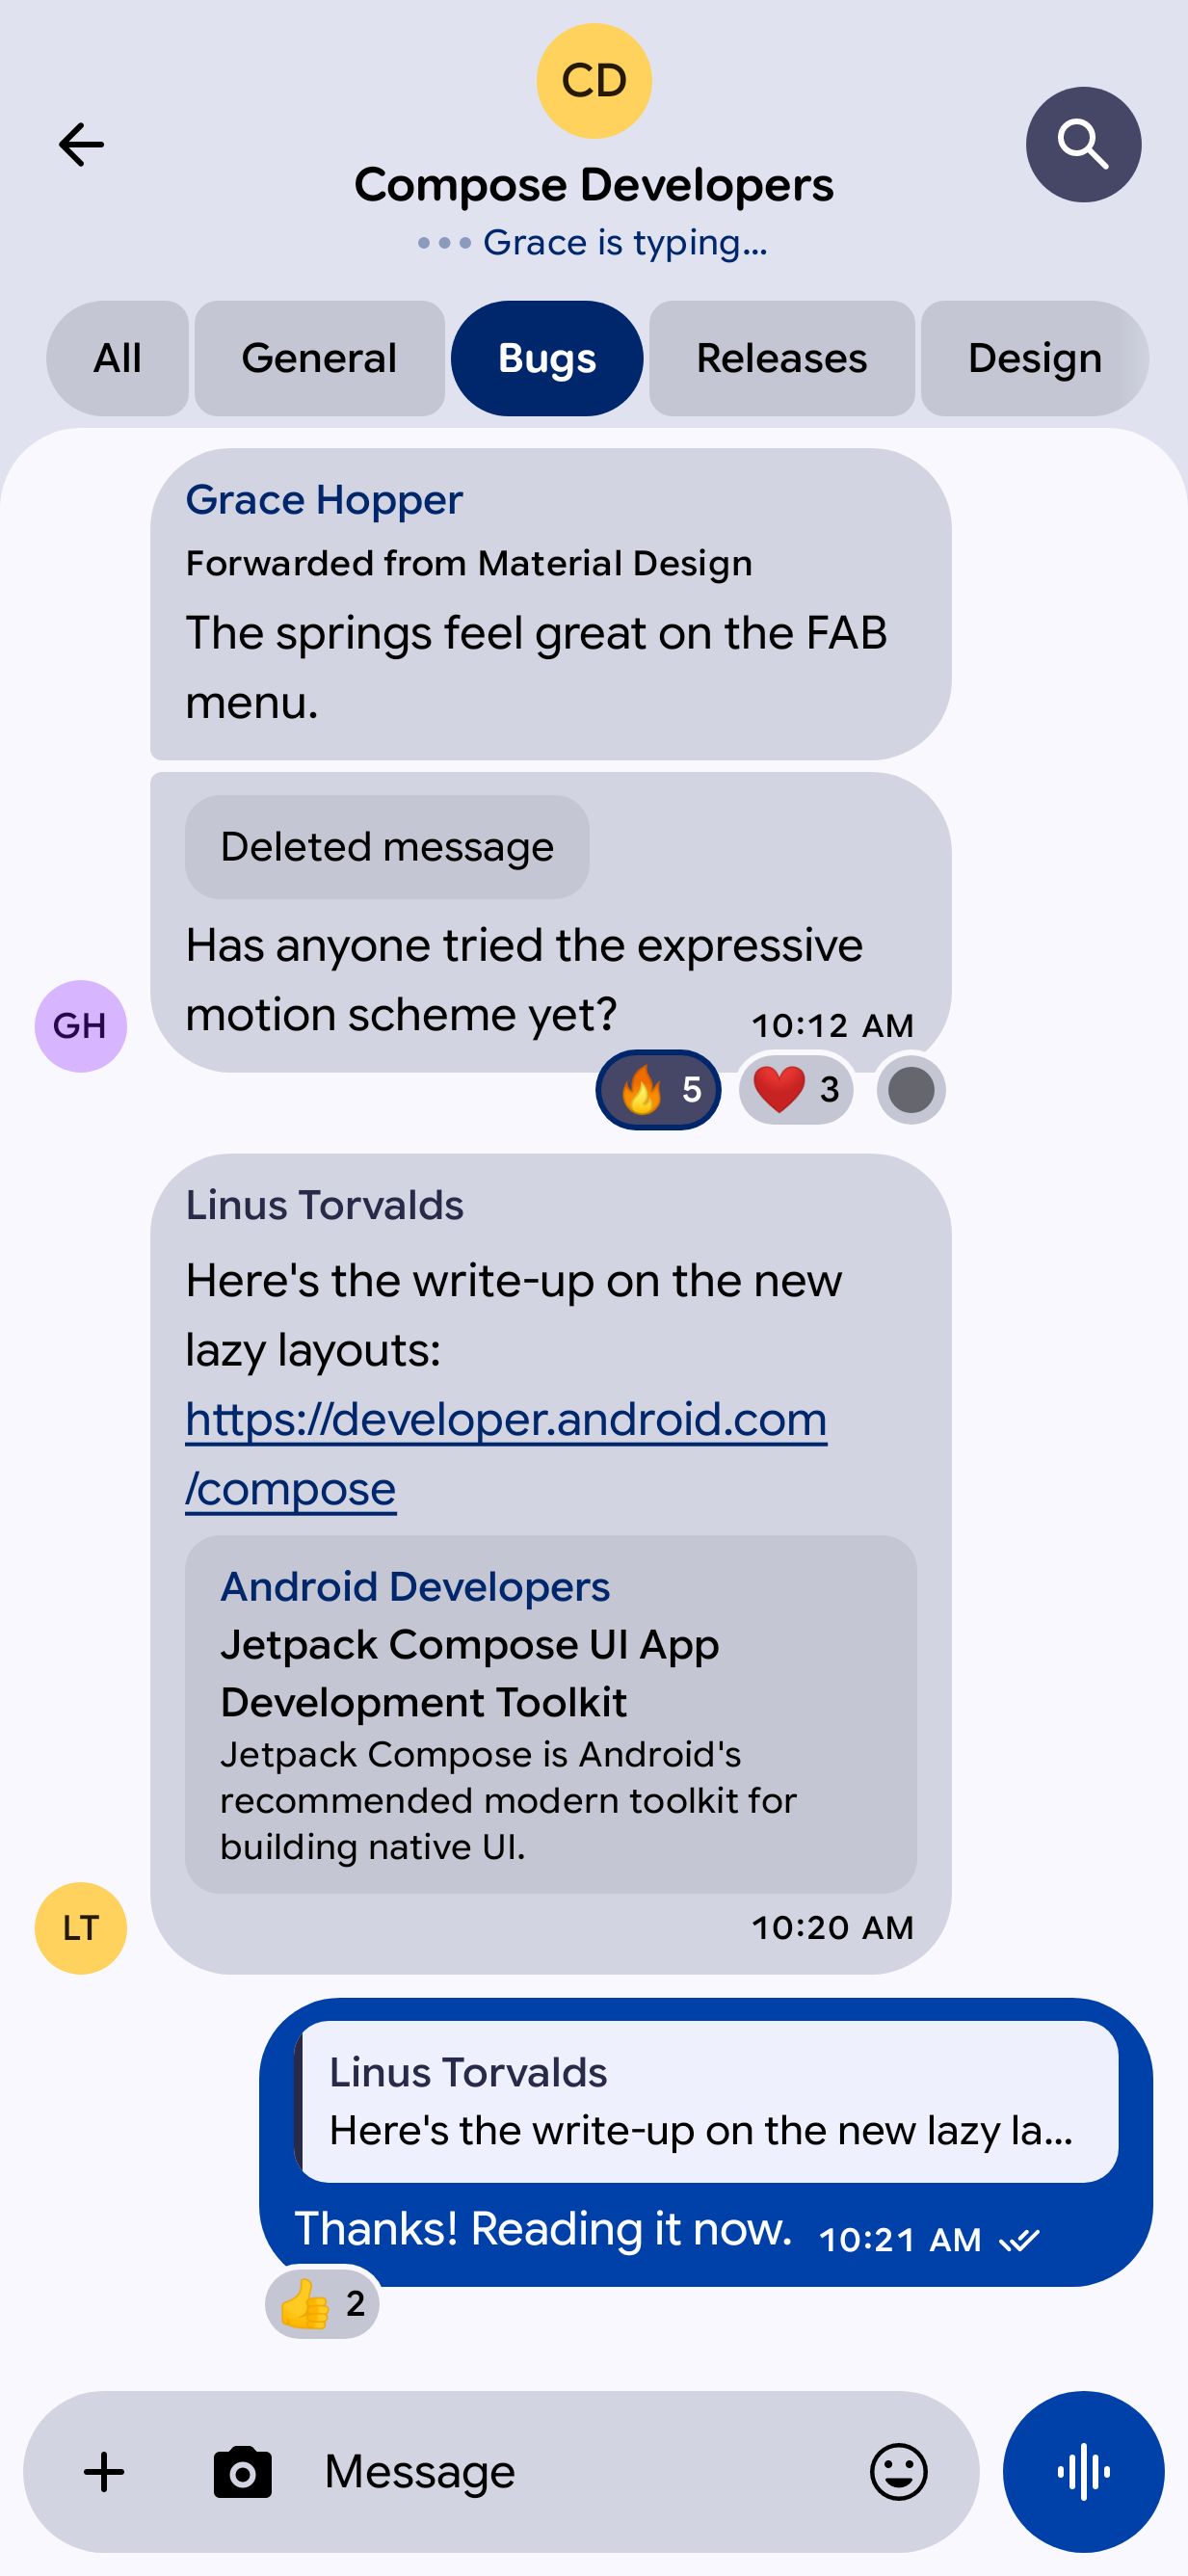 CD
Compose Developers
Grace is typing...
All
General
Bugs
Releases
Design
Grace Hopper
Forwarded from Material Design
The springs feel great on the FAB
menu.
Deleted message
Has anyone tried the expressive
motion scheme yet?
10:12 AM
GH
5
3
Linus Torvalds
Here's the write-up on the new
lazy layouts:
https://developer.android.com
/compose
Android Developers
Jetpack Compose UI App
Development Toolkit
Jetpack Compose is Android's
recommended modern toolkit for
building native UI.
LT
10:20 AM
Linus Torvalds
Here's the write-up on the new lazy la...
Thanks! Reading it now.
10:21 AM
2
Message